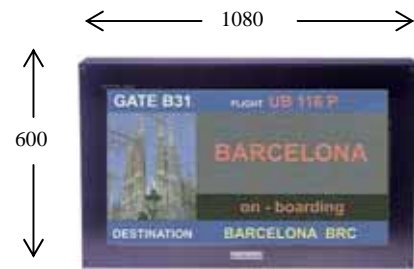 1080
600
GATE B31 FLIGHT UB 116 P
BARCELONA
on - boarding
DESTINATION BARCELONA BRC